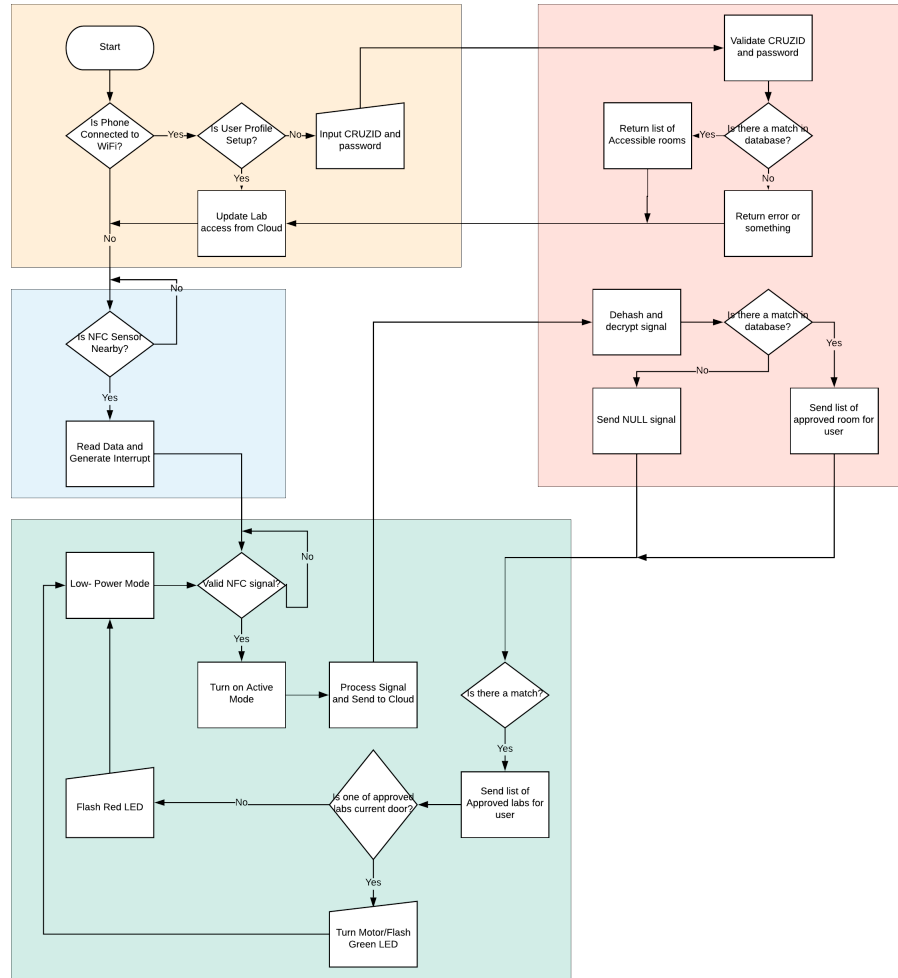 Start
Is Phone
Connected to
WiFi?
Yes
Is User Profile
Setup?
No
Input CRUZID and
password
Yes
Update Lab
access from Cloud
No
Validate CRUZID
and password
Is there a match in
database?
Yes
Return list of
Accessible rooms
No
Return error or
something
No
Is NFC Sensor
Nearby?
Yes
Read Data and
Generate Interrupt
Dehash and
decrypt signal
Is there a match in
database?
Yes
No
Send NULL signal
Send list of
approved room for
user
Low- Power Mode
Valid NFC signal?
No
Yes
Turn on Active
Mode
Process Signal
and Send to Cloud
Is there a match?
Yes
Send list of
Approved labs for
user
Is one of approved
labs current door?
No
Flash Red LED
Yes
Turn Motor/Flash
Green LED